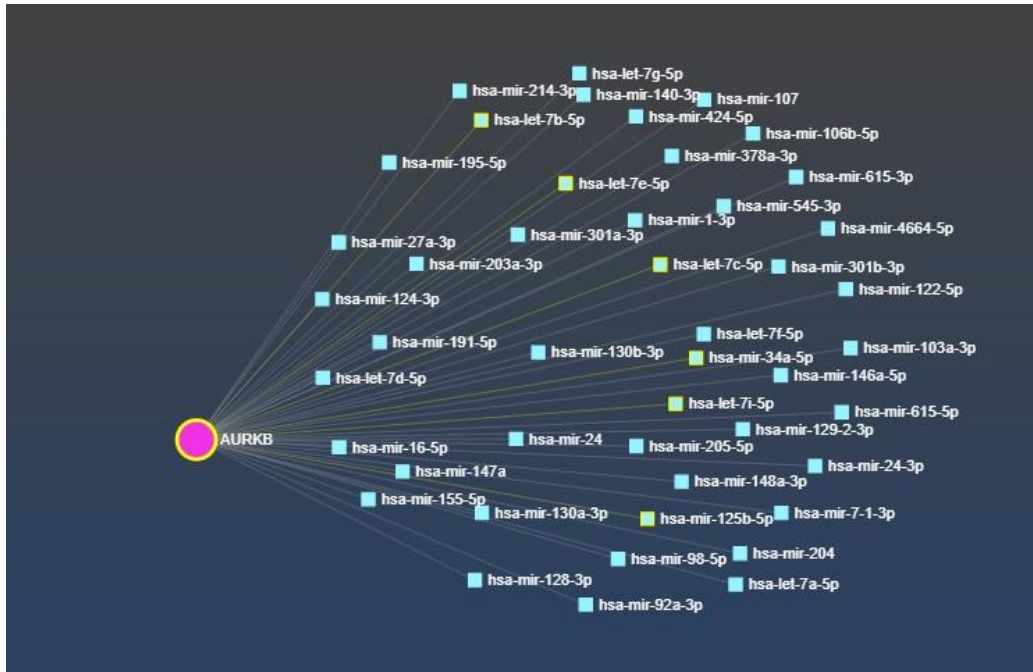 hsa-let-7g-5p
hsa-mir-214-3p
hsa-mir-140-3p
hsa-mir-107
hsa-let-7b-5p
hsa-mir-424-5p
hsa-mir-106b-5p
hsa-mir-195-5p
hsa-mir-378a-3p
hsa-let-7e-5p
hsa-mir-615-3p
hsa-mir-545-3p
hsa-mir-1-3p
hsa-mir-4664-5p
hsa-mir-301a-3p
hsa-mir-27a-3p
hsa-mir-203a-3p
hsa-let-7c-5p
hsa-mir-301b-3p
hsa-mir-122-5p
hsa-mir-124-3p
hsa-let-7f-5p
hsa-mir-191-5p
hsa-mir-103a-3p
hsa-mir-130b-3p
hsa-mir-34a-5p
hsa-let-7d-5p
hsa-mir-146a-5p
hsa-let-7i-5p
hsa-mir-615-5p
hsa-mir-129-2-3p
AURKB
hsa-mir-24
hsa-mir-16-5p
hsa-mir-205-5p
hsa-mir-24-3p
hsa-mir-147a
hsa-mir-148a-3p
hsa-mir-155-5p
hsa-mir-130a-3p
hsa-mir-7-1-3p
hsa-mir-125b-5p
hsa-mir-204
hsa-mir-98-5p
hsa-mir-128-3p
hsa-let-7a-5p
hsa-mir-92a-3p